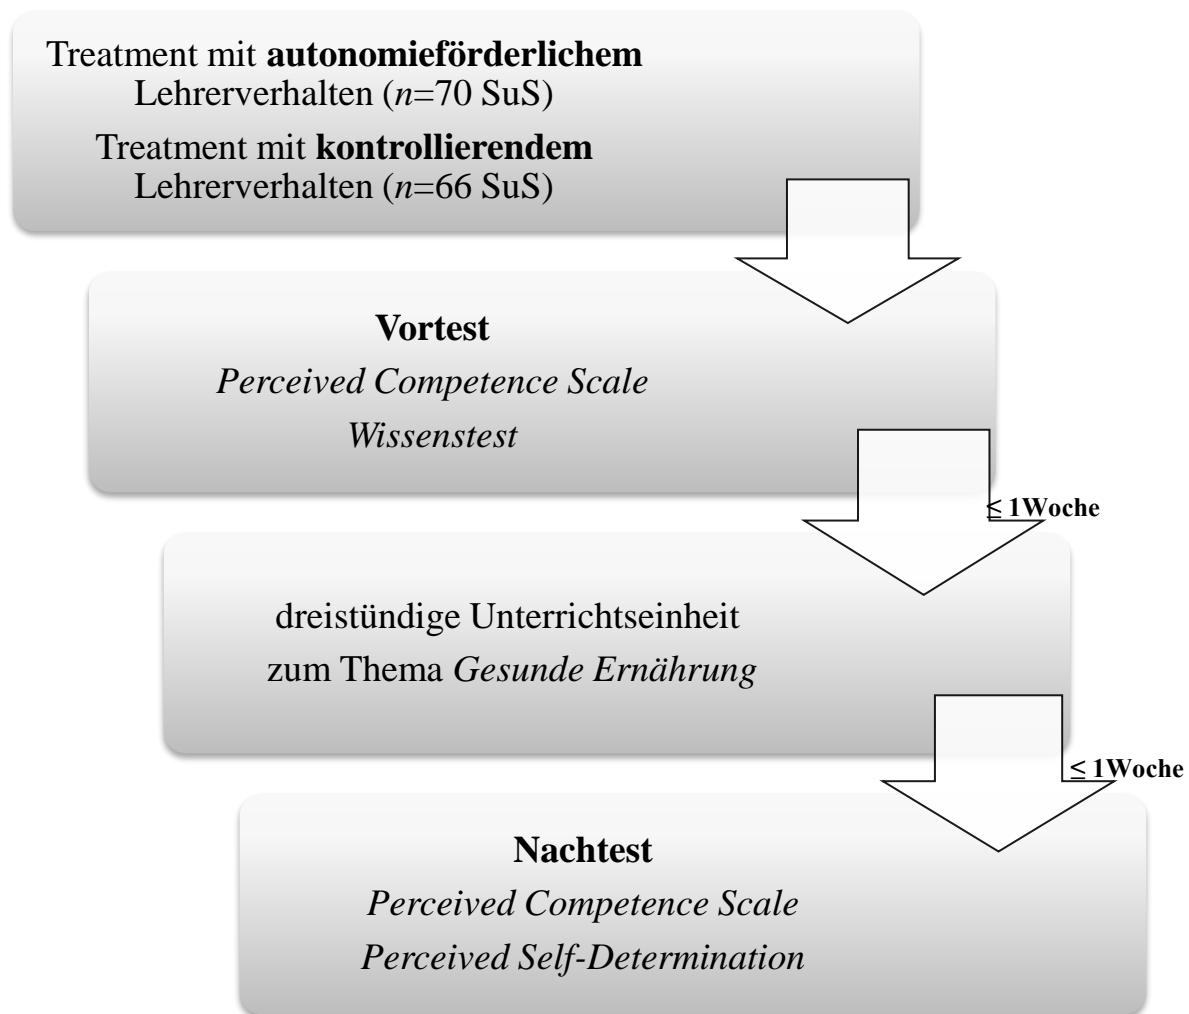 Treatment mit autonomieförderlichem
Lehrerverhalten (n=70 SuS)
Treatment mit kontrollierendem
Lehrerverhalten (n=66 SuS)
Vortest
Perceived Competence Scale
Wissenstest
≤ 1Woche
dreistündige Unterrichtseinheit
zum Thema Gesunde Ernährung
≤ 1Woche
Nachtest
Perceived Competence Scale
Perceived Self-Determination